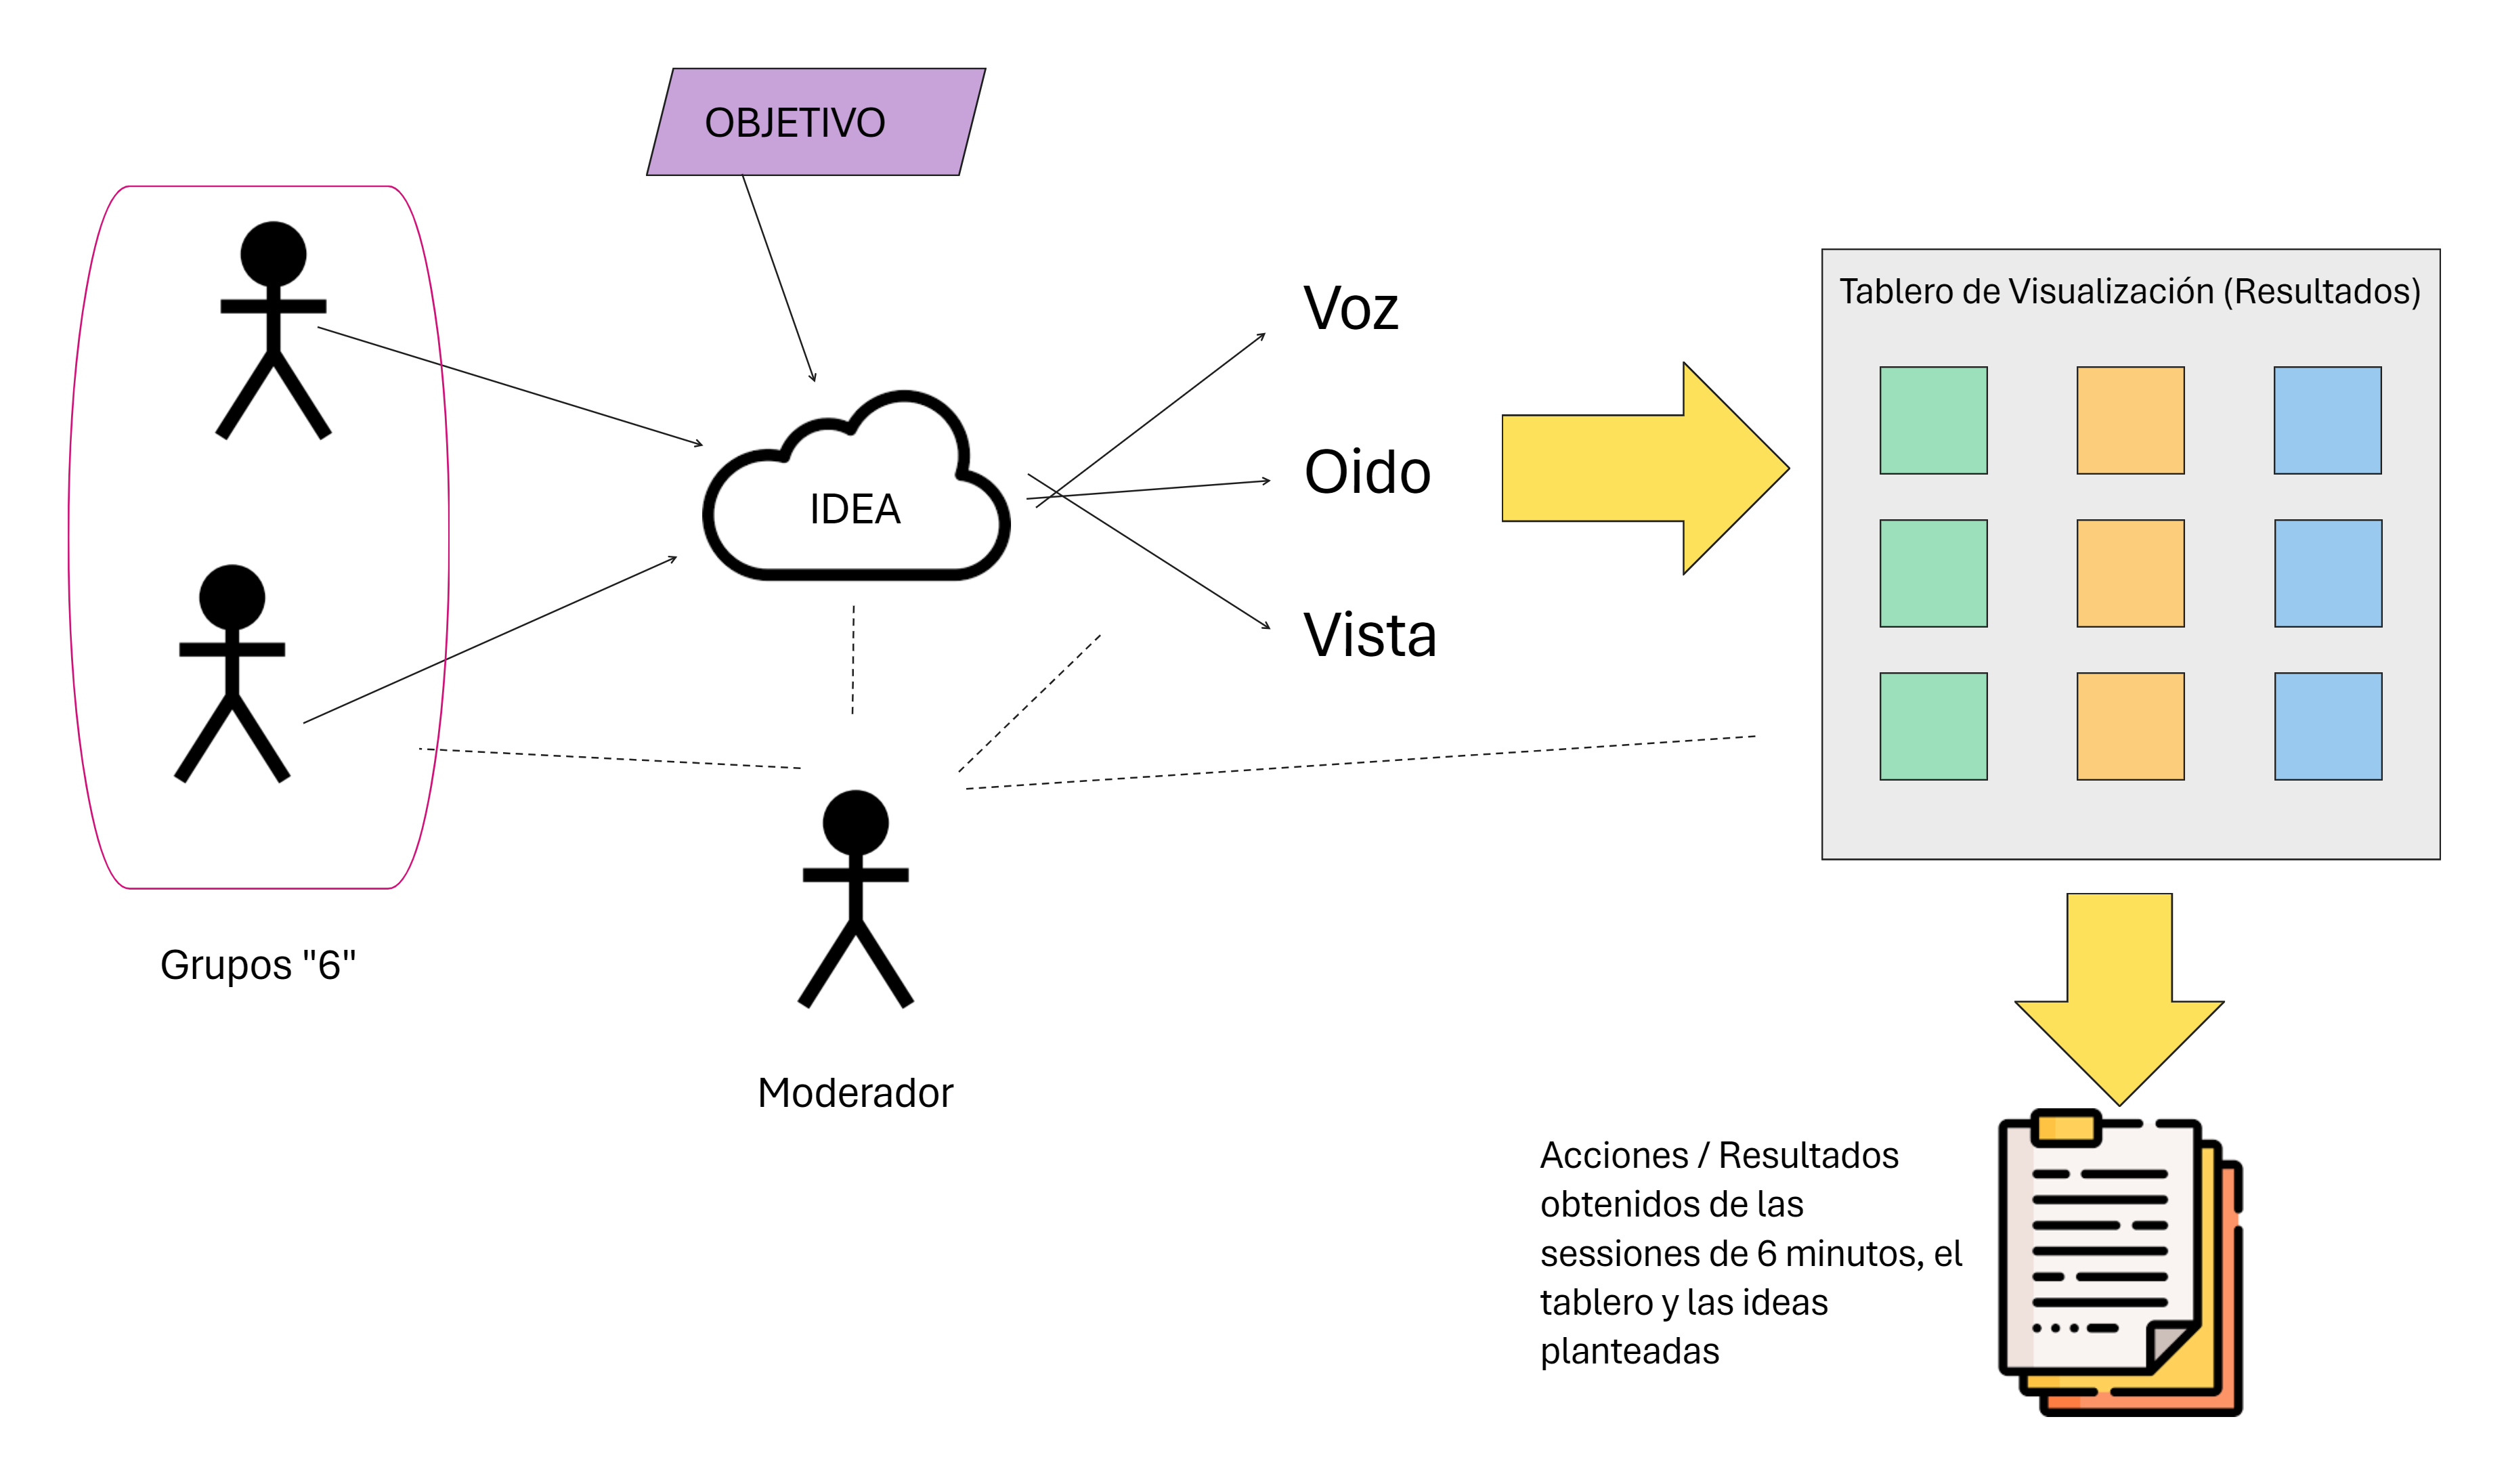 OBJETIVO
Voz
Tablero de Visualización (Resultados)
Oido
IDEA
Vista
Grupos "6"
Moderador
Acciones / Resultados
obtenidos de las
sessiones de 6 minutos, el
tablero y las ideas
planteadas